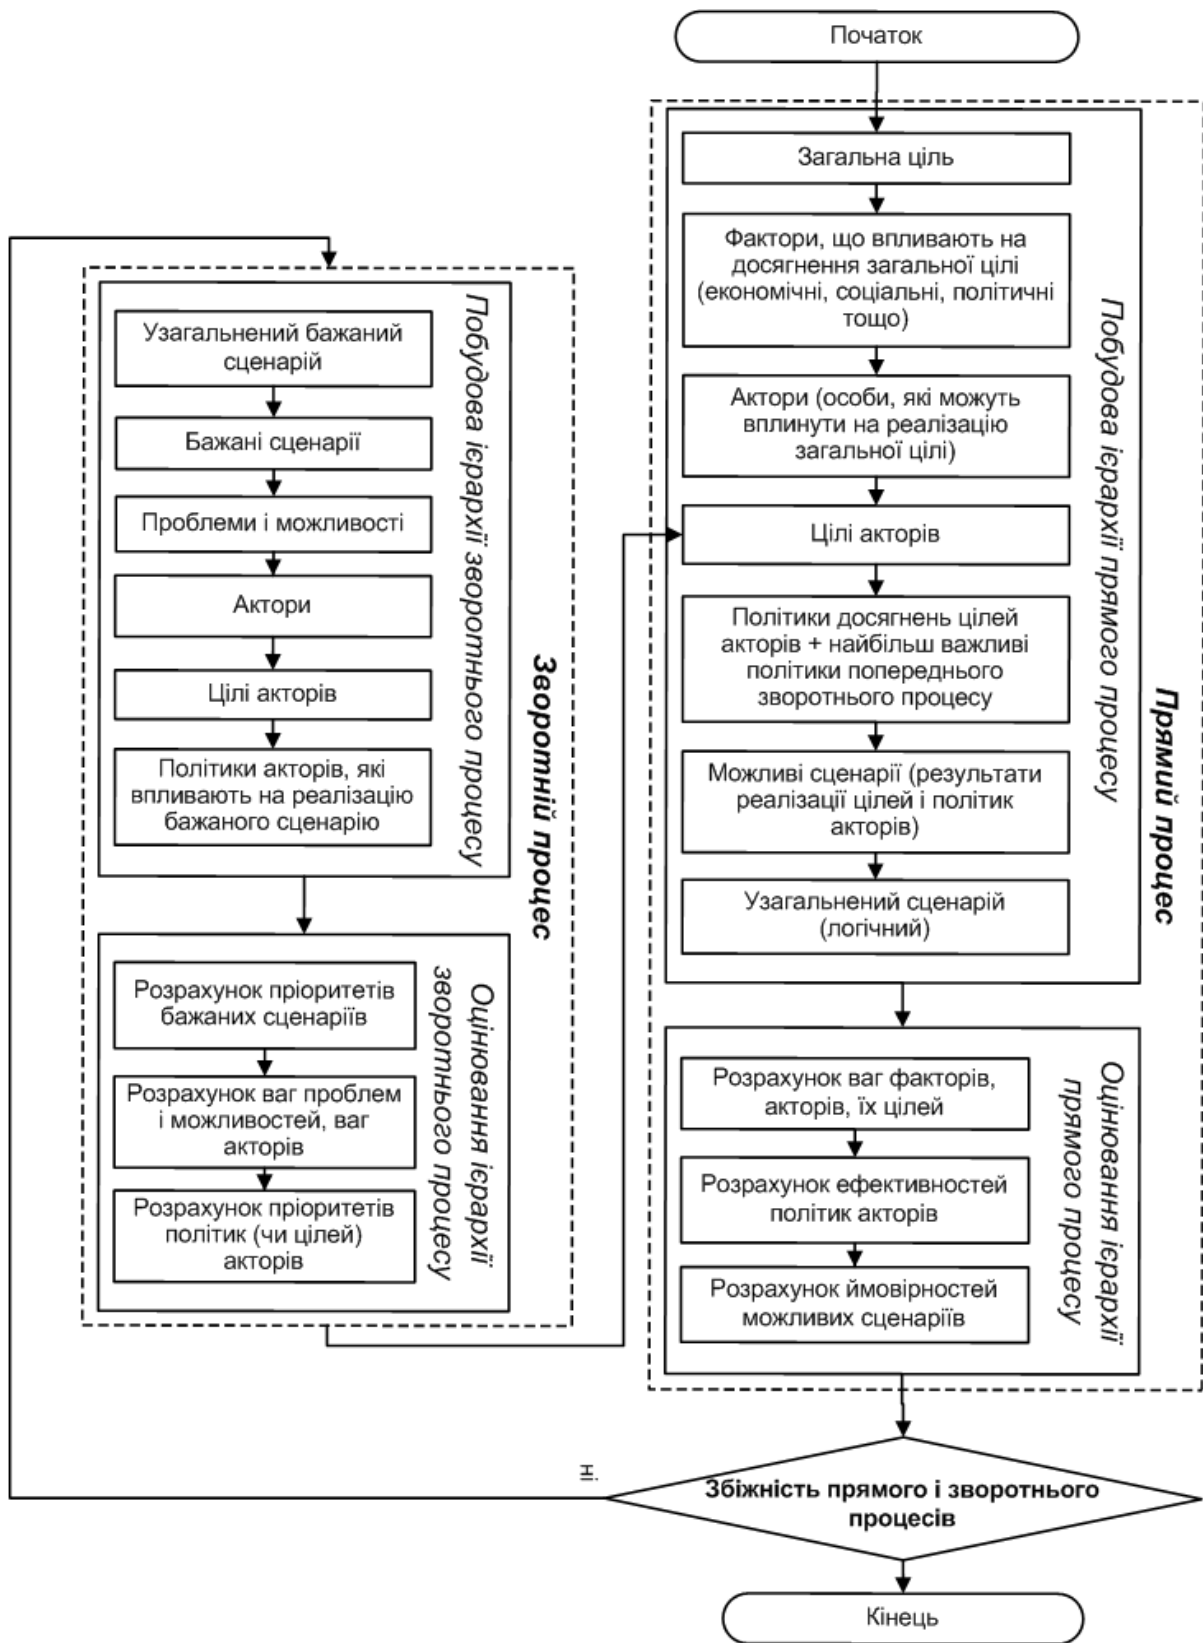 Початок
Загальна ціль
Фактори, що впливають на
досягнення загальної цілі
(економічні, соціальні, політичні
тощо)
Актори (особи, які можуть
вплинути на реалізацію
загальної цілі)
Цілі акторів
Політики досягнень цілей
акторів + найбільш важливі
політики попереднього
зворотнього процесу
Можливі сценарії (результати
реалізації цілей і політик
акторів)
Узагальнений сценарій
(логічний)
Побудова ієрархії прямого процесу
Прямий процес
Розрахунок ваг факторів,
акторів, їх цілей
Розрахунок ефективностей
політик акторів
Розрахунок ймовірностей
можливих сценаріїв
Оцінювання ієрархії
прямого процесу
Узагальнений бажаний
сценарій
Бажані сценарії
Проблеми і можливості
Актори
Цілі акторів
Політики акторів, які
впливають на реалізацію
бажаного сценарію
Побудова ієрархії зворотнього процесу
Зворотній процес
Розрахунок пріоритетів
бажаних сценаріїв
Розрахунок ваг проблем
і можливостей, ваг
акторів
Розрахунок пріоритетів
політик (чи цілей)
акторів
Оцінювання ієрархії
зворотнього процесу
Збіжність прямого і зворотнього
процесів
Ні
Кінець